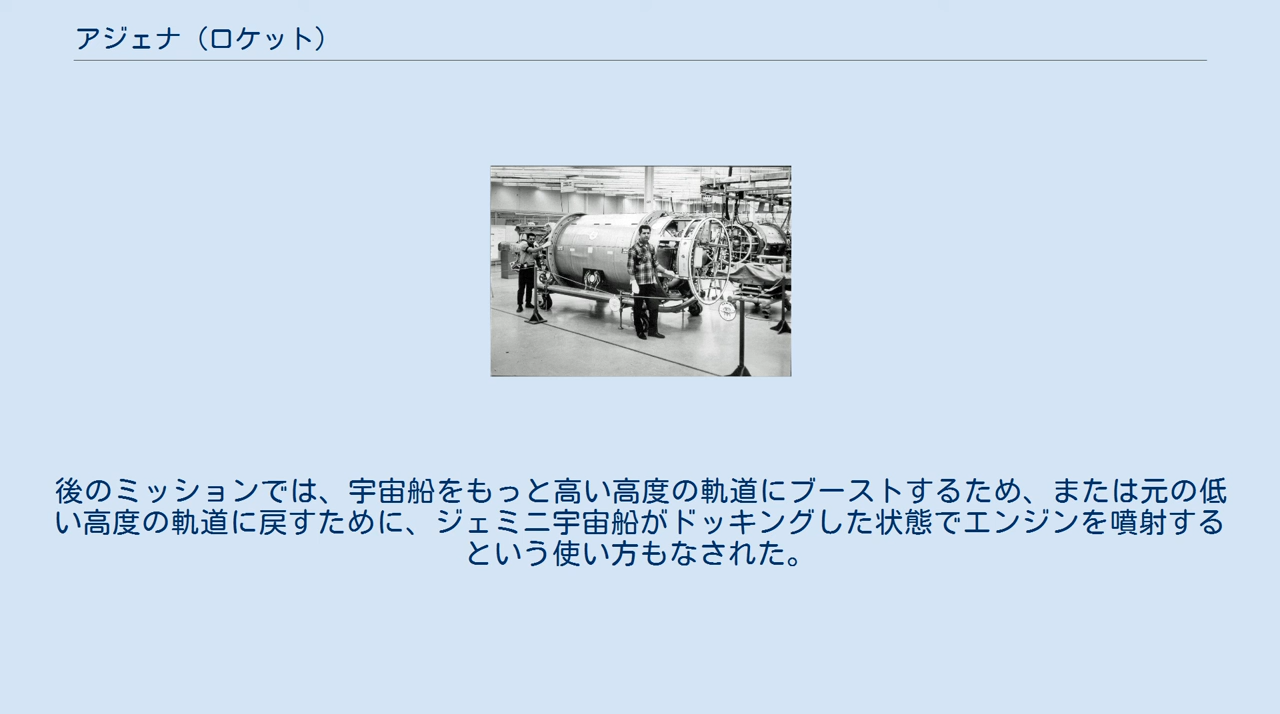 アジェナ（ロケット）
後のミッションでは、宇宙船をもっと高い高度の軌道にブーストするため、または元の低
い高度の軌道に戻すために、ジェミニ宇宙船がドッキングした状態でエンジンを噴射する
という使い方もなされた。